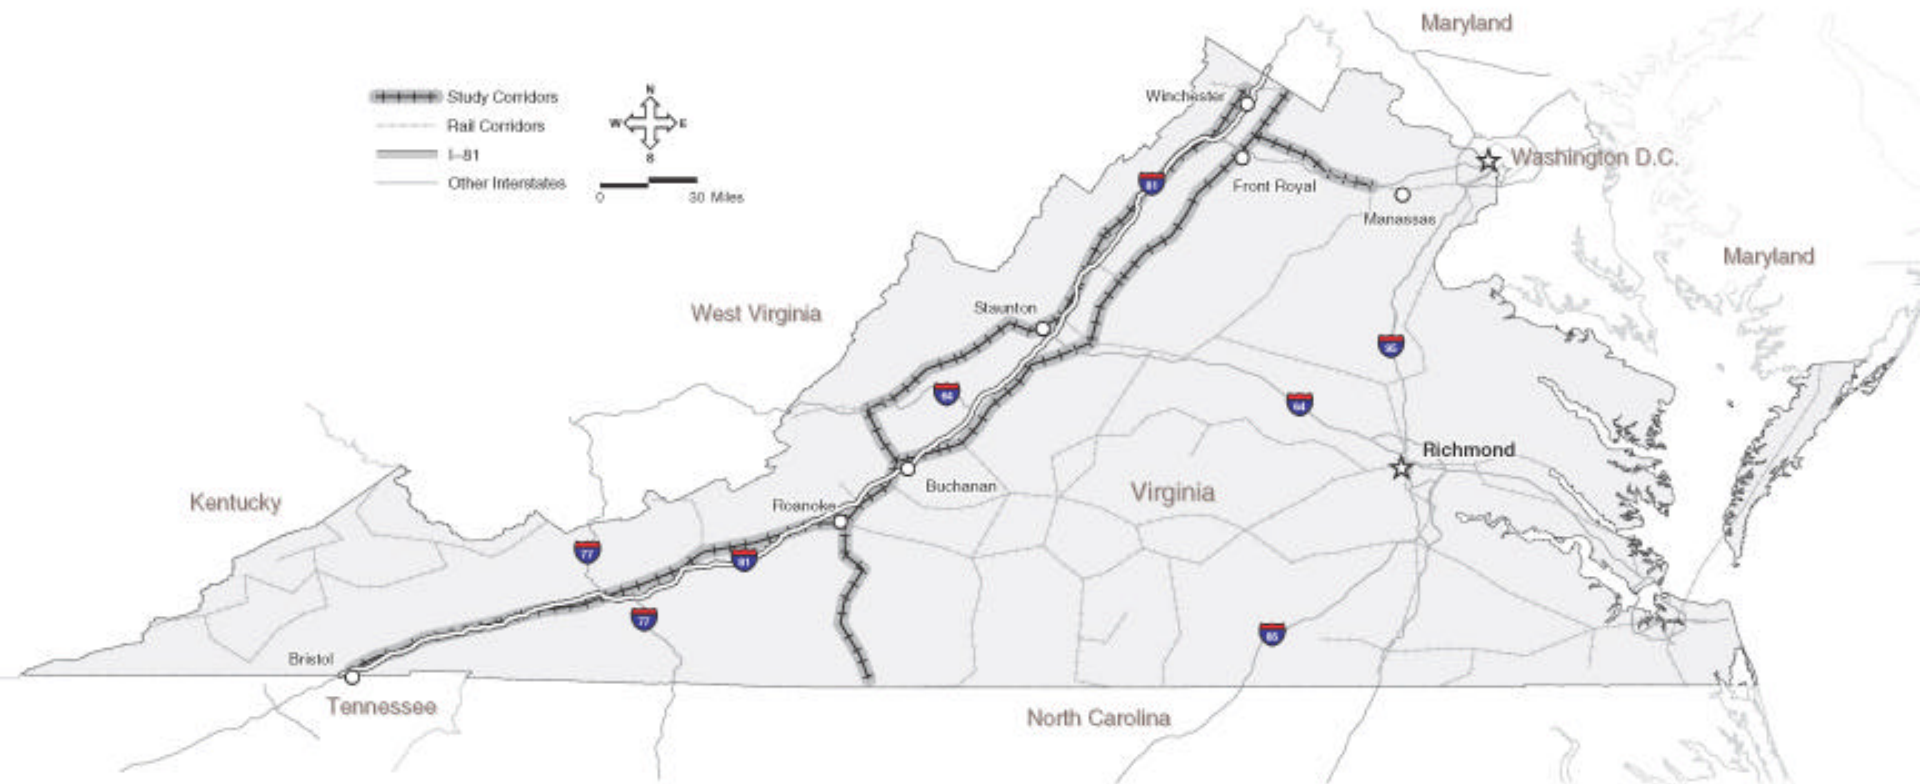 Maryland
Study Corridors
Rail Corridors
I-81
Other Interstates
N
W
E
S
0
30 Miles
Winchester
Washington D.C.
81
Front Royal
Manassas
Maryland
West Virginia
Staunton
95
64
64
Richmond
Kentucky
Buchanan
Virginia
Roanoke
77
81
77
85
Bristol
Tennessee
North Carolina